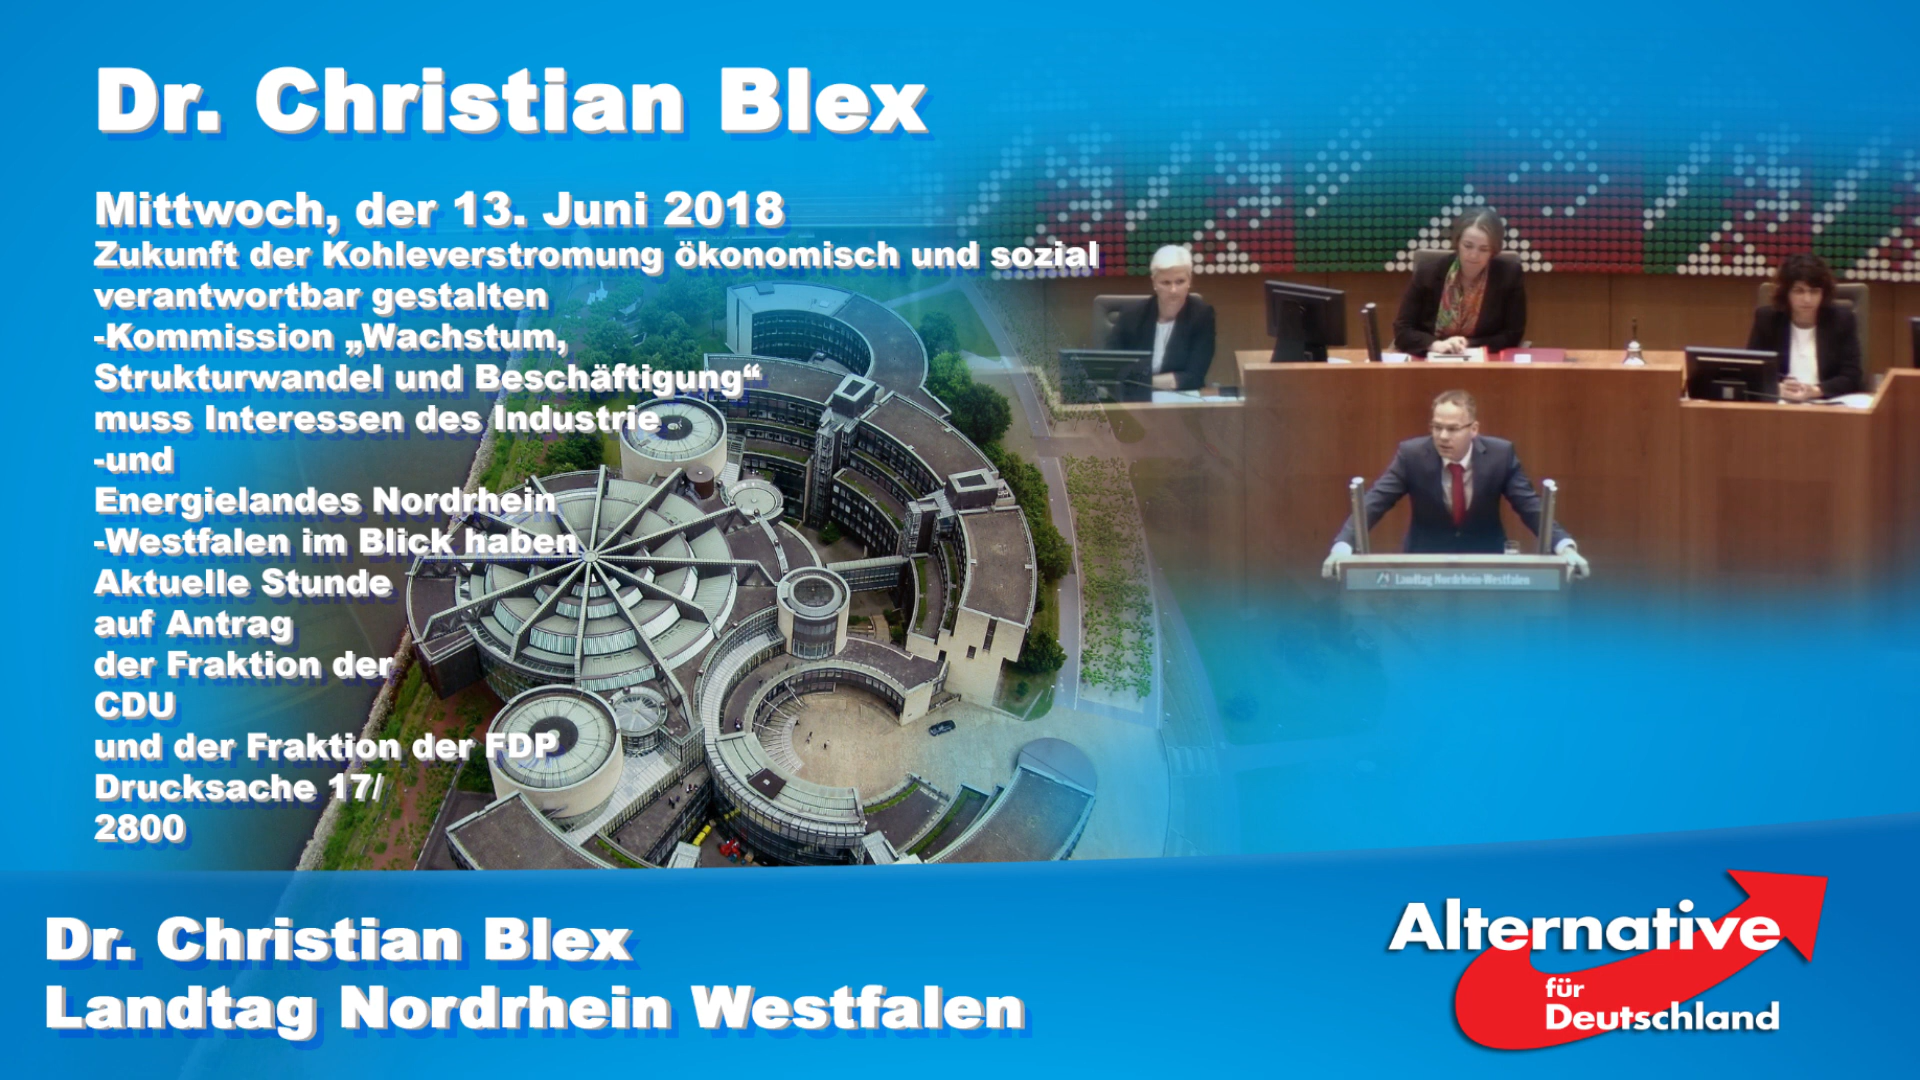 Dr. Christian Blex
Mittwoch, der 13. Juni 2018
Zukunft der Kohleverstromung ökonomisch und sozial
verantwortbar gestalten
-Kommission „Wachstum,
Strukturwandel und Beschäftigung“
muss Interessen des Industrie
-und
Energielandes Nordrhein
-Westfalen im Blick haben
Aktuelle Stunde
auf Antrag
der Fraktion der
CDU
und der Fraktion der FDP
Drucksache 17/
2800
Landtag Nordrhein-Westfalen
Dr. Christian Blex
Landtag Nordrhein Westfalen
Alternative
für
Deutschland